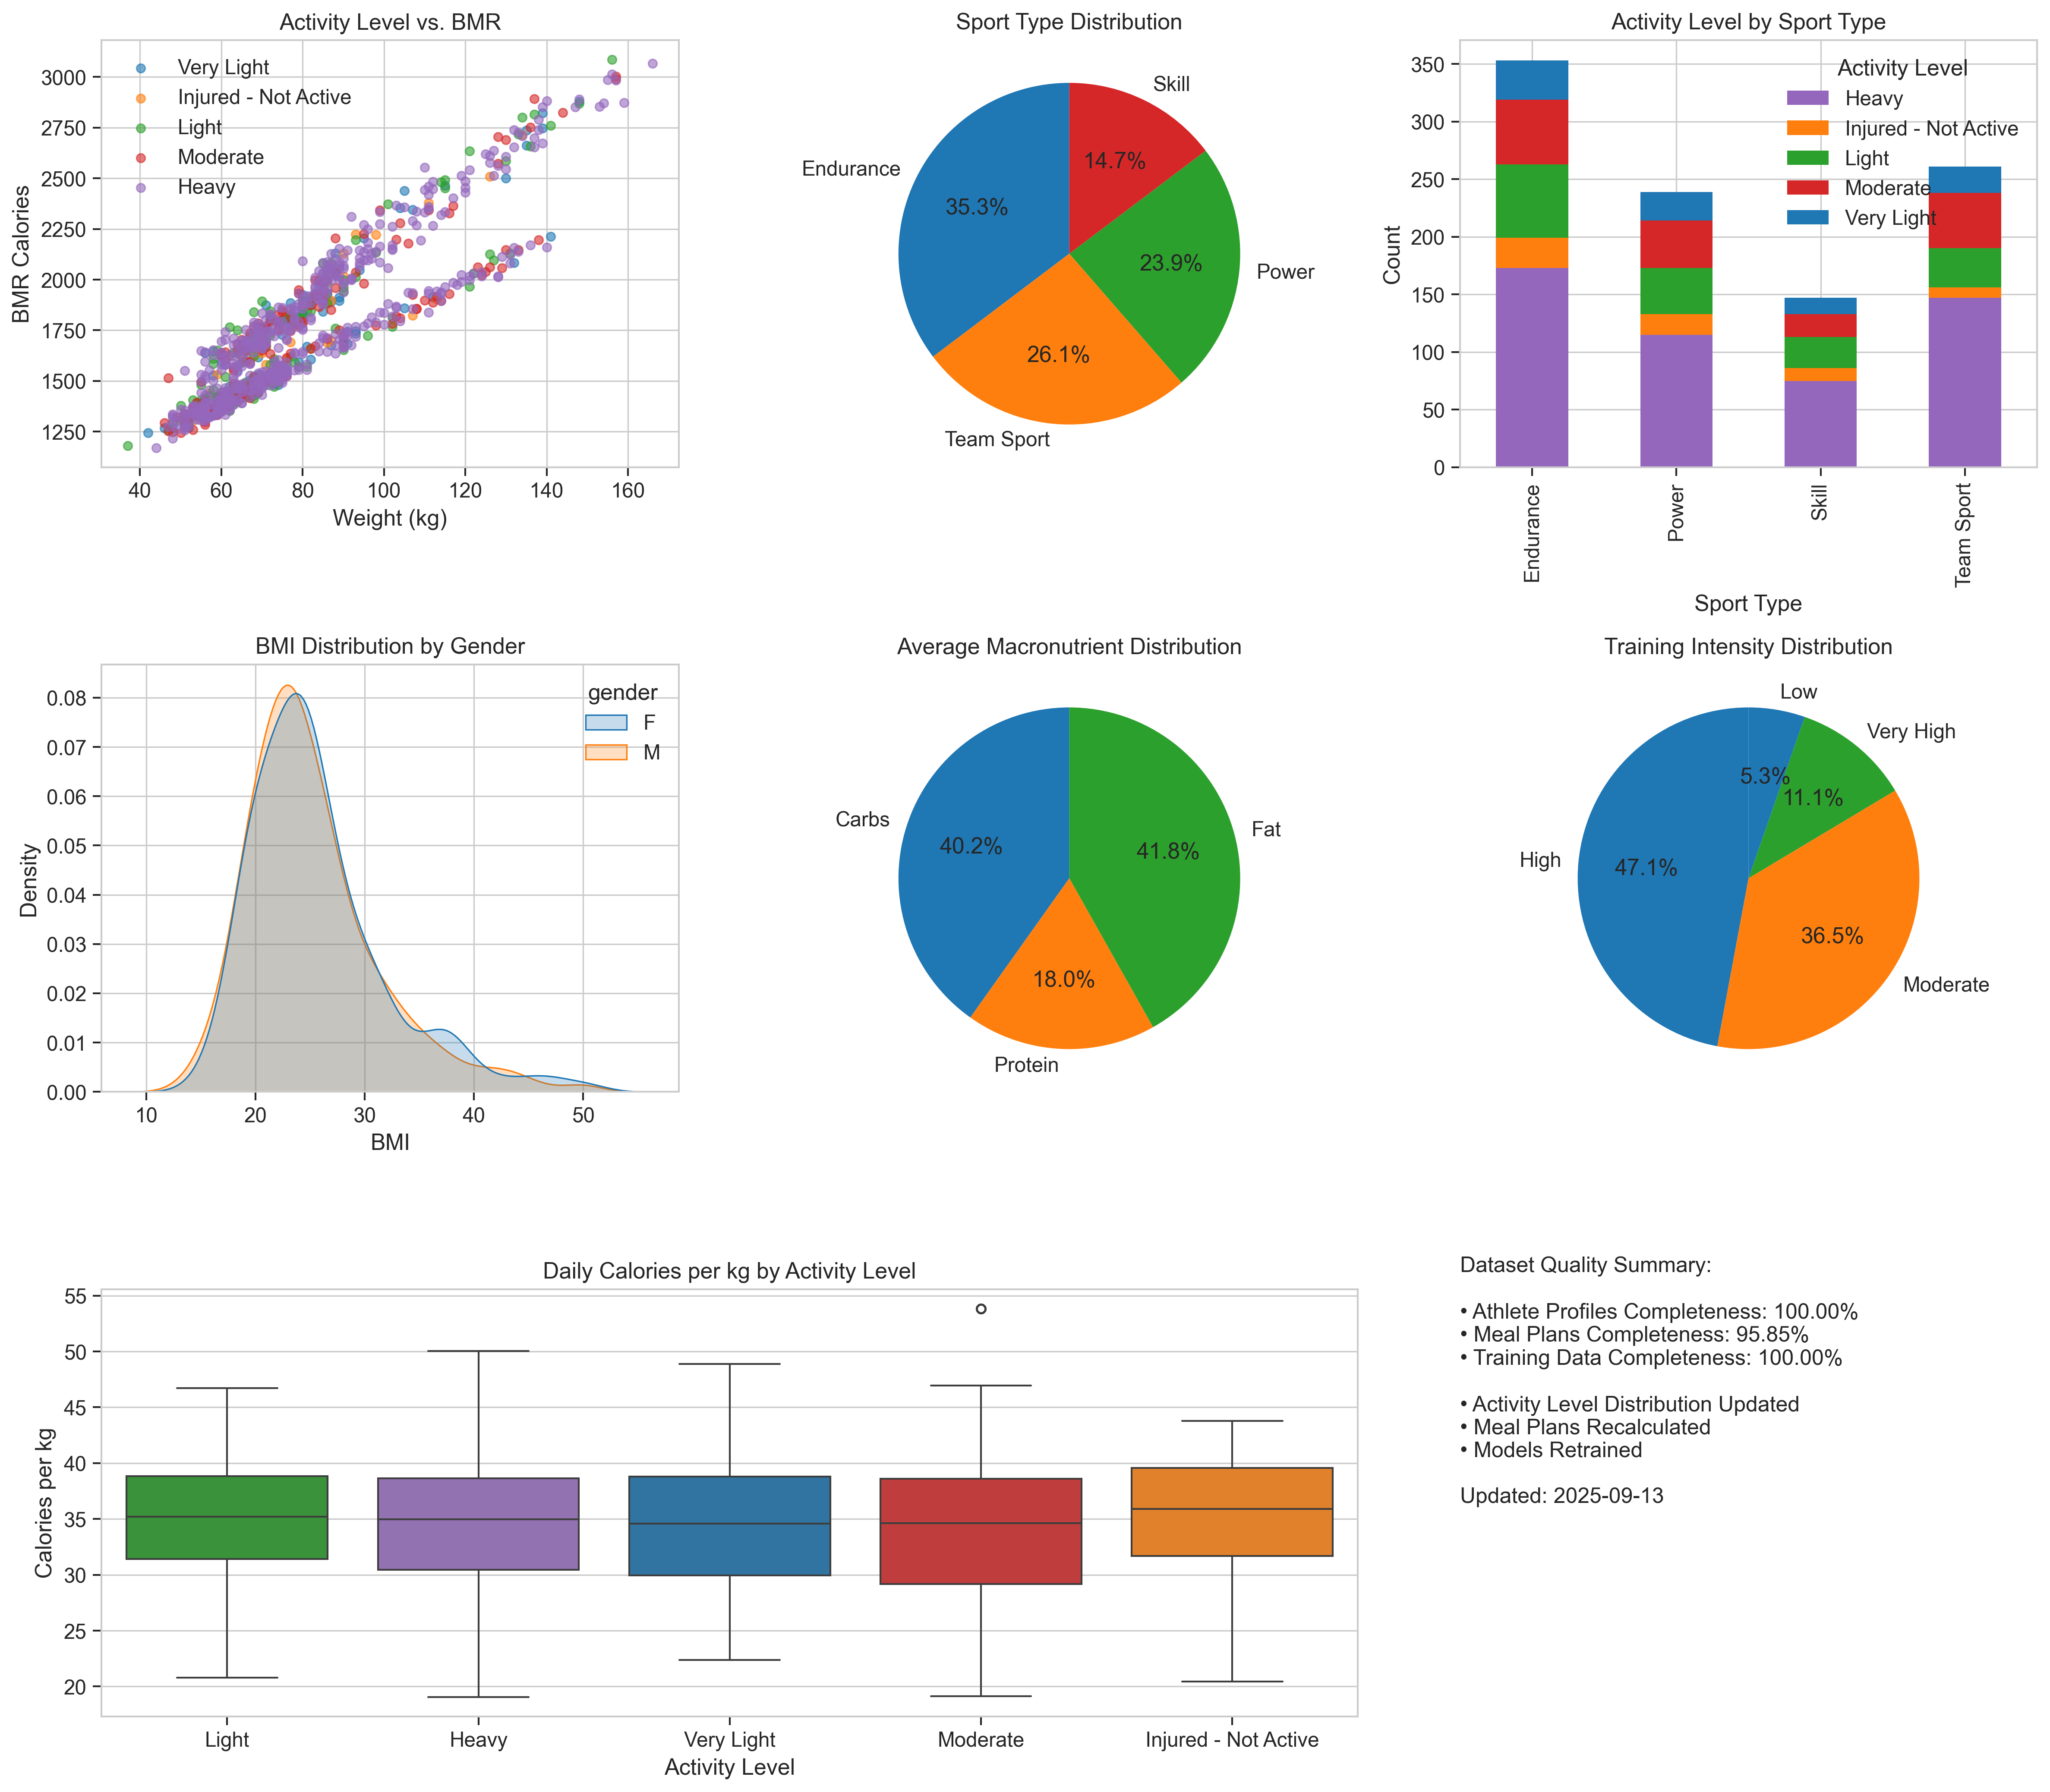 Activity Level vs. BMR
3000
2750
2500
2250
2000
1750
1500
1250
BMR Calories
Very Light
Injured - Not Active
Light
Moderate
Heavy
40 60 80 100 120 140 160
Weight (kg)
Sport Type Distribution
Skill
Endurance
14.7%
35.3%
23.9%
Power
26.1%
Team Sport
Activity Level by Sport Type
350
300
250
200
150
100
50
0
Count
Activity Level
Heavy
Injured - Not Active
Light
Moderate
Very Light
Endurance
Power
Skill
Team Sport
Sport Type
BMI Distribution by Gender
0.08
0.07
0.06
0.05
0.04
0.03
0.02
0.01
0.00
Density
gender
F
M
10 20 30 40 50
BMI
Average Macronutrient Distribution
Carbs
40.2%
41.8%
Fat
18.0%
Protein
Training Intensity Distribution
Low
Very High
5.3%
11.1%
High
47.1%
36.5%
Moderate
Daily Calories per kg by Activity Level
55
50
45
40
35
30
25
20
Calories per kg
Light Heavy Very Light Moderate Injured - Not Active
Activity Level
Dataset Quality Summary:
• Athlete Profiles Completeness: 100.00%
• Meal Plans Completeness: 95.85%
• Training Data Completeness: 100.00%
• Activity Level Distribution Updated
• Meal Plans Recalculated
• Models Retrained
Updated: 2025-09-13